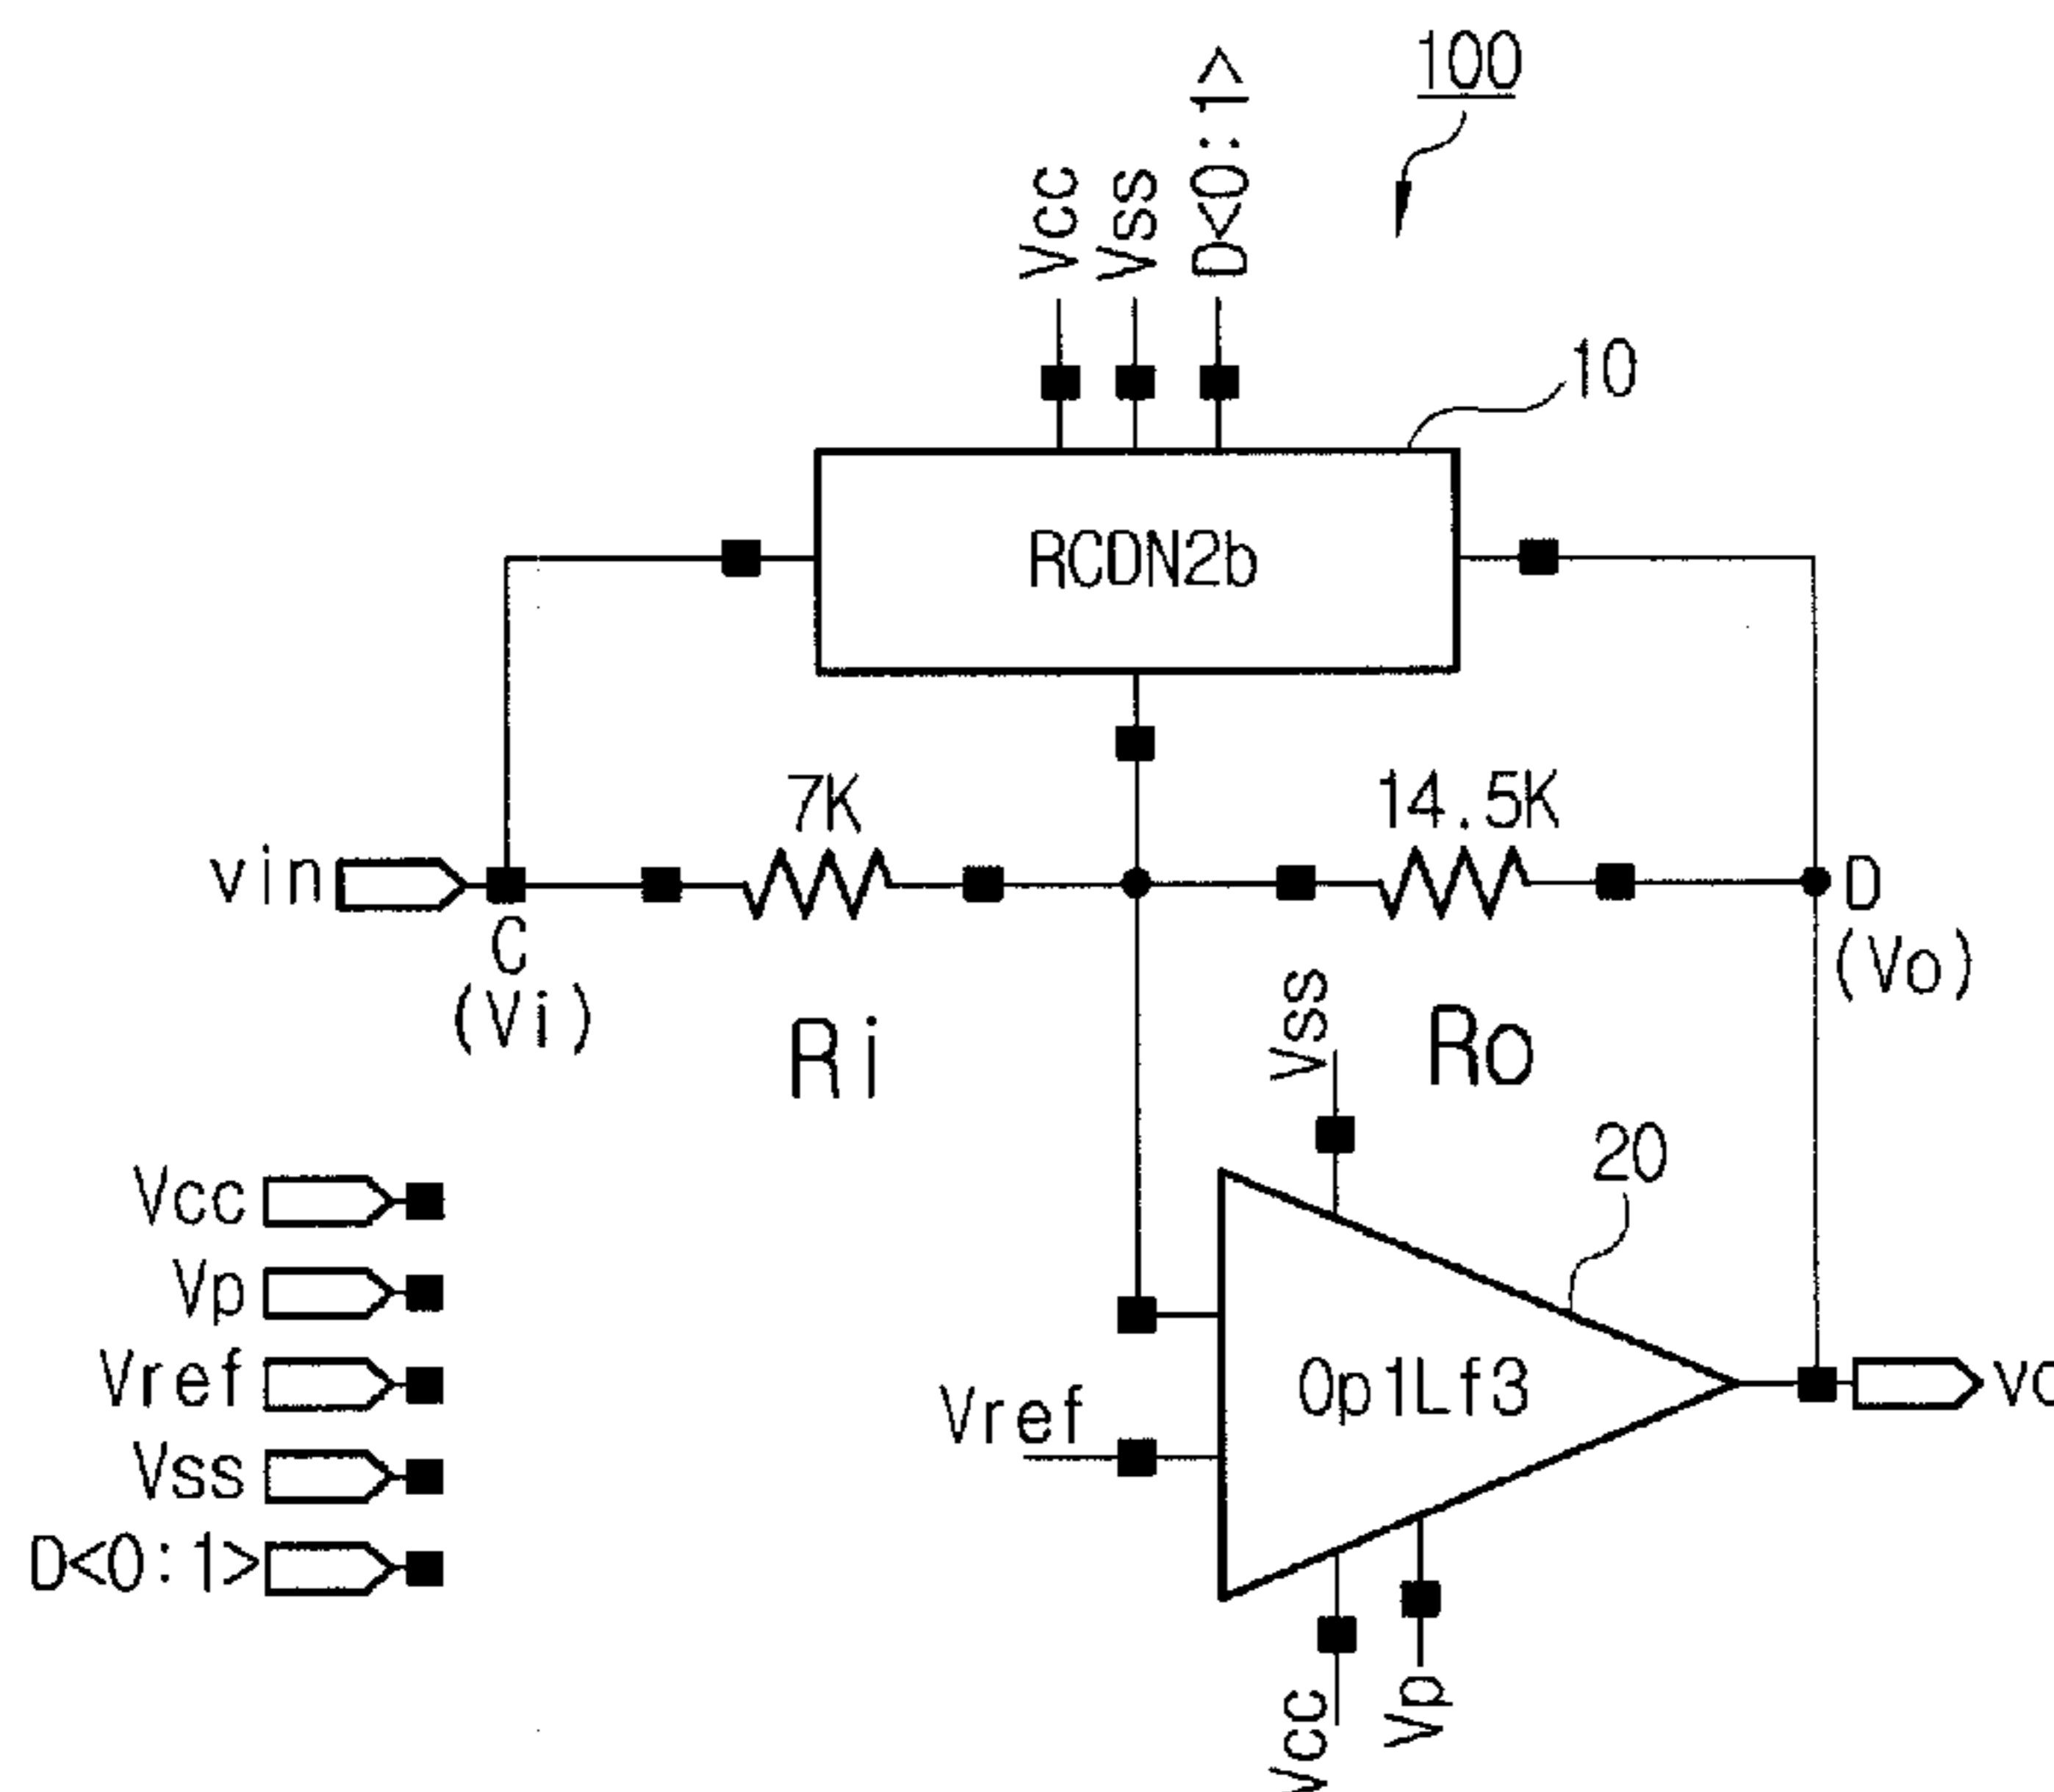 100
Vcc
Vss
D<0:1>
10
RCDN2b
7K
14.5K
vin
C
(Vi)
D
(Vo)
Ri
Ro
Vss
20
Vcc
Vp
Vref
Vss
D<0:1>
Vref
Op1Lf3
Vcc
Vp